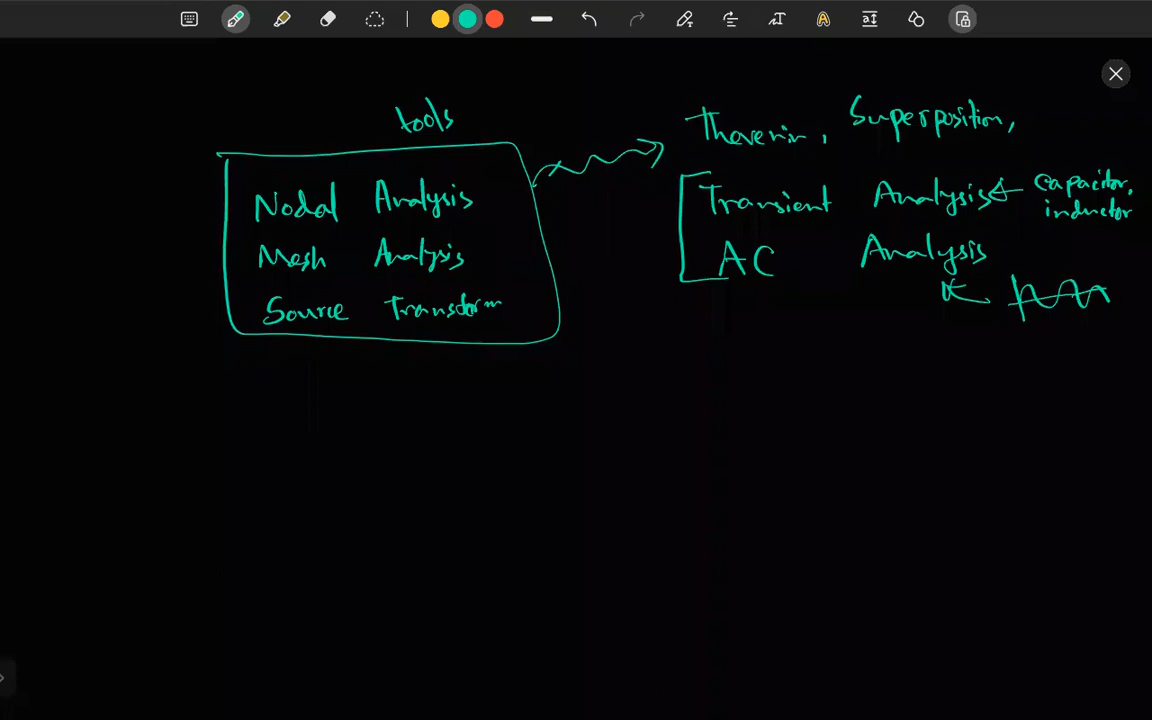 tools
Nodal Analysis
Mesh Analysis
Source Transform
Thevenin, Superposition,
Transient Analysis
capacitor,
inductor
AC Analysis